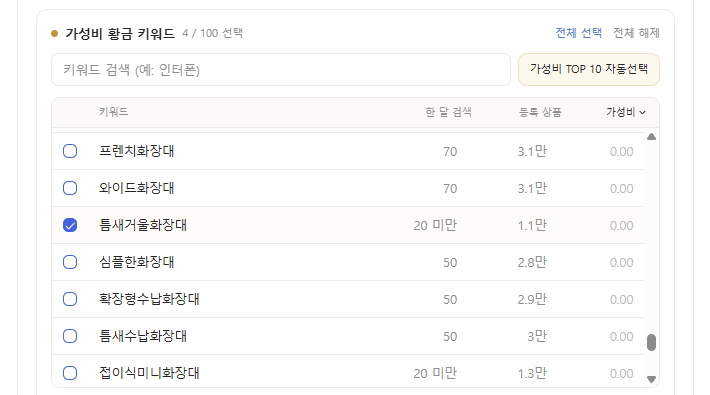 가성비 황금 키워드 4 / 100 선택 전체 선택 전체 해제
키워드 검색 (예: 인터폰) 가성비 TOP 10 자동선택
키워드 한 달 검색 등록 상품 가성비
프렌치화장대 70 3.1만 0.00
와이드화장대 70 3.1만 0.00
틈새거울화장대 20 미만 1.1만 0.00
심플한화장대 50 2.8만 0.00
확장형수납화장대 50 2.9만 0.00
틈새수납화장대 50 3만 0.00
접이식미니화장대 20 미만 1.3만 0.00